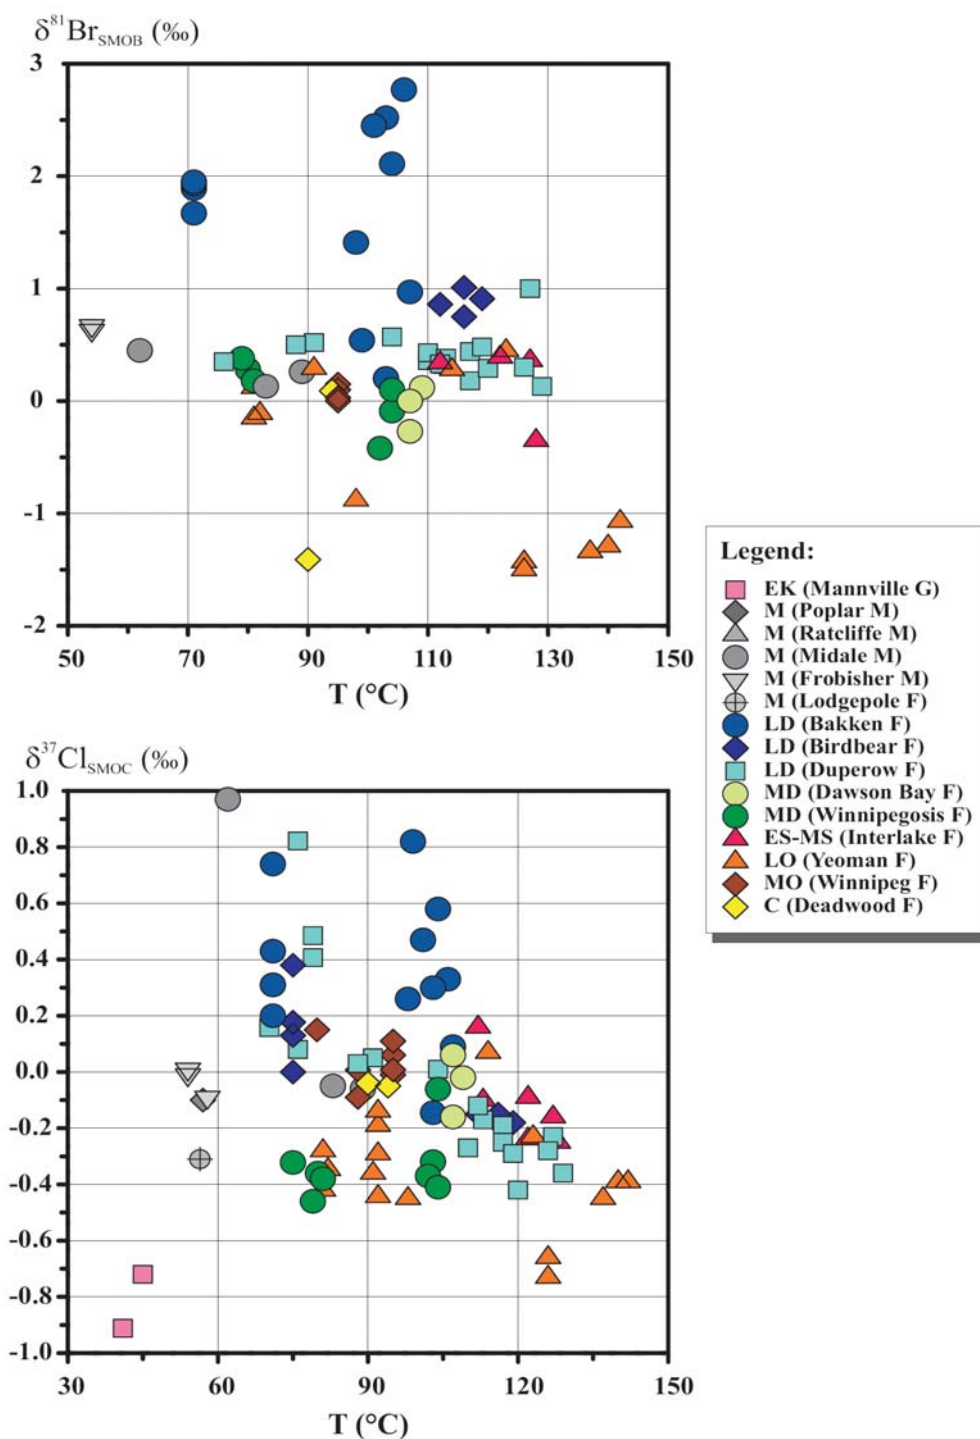 δ⁸¹Br_SMOB (‰)
3
2
1
0
-1
-2
50 70 90 110 130 150
T (°C)
Legend:
EK (Mannville G)
M (Poplar M)
M (Ratcliffe M)
M (Midale M)
M (Frobisher M)
M (Lodgepole F)
LD (Bakken F)
LD (Birdbear F)
LD (Duperow F)
MD (Dawson Bay F)
MD (Winnipegosis F)
ES-MS (Interlake F)
LO (Yeoman F)
MO (Winnipeg F)
C (Deadwood F)
δ³⁷Cl_SMOC (‰)
1.0
0.8
0.6
0.4
0.2
0.0
-0.2
-0.4
-0.6
-0.8
-1.0
30 60 90 120 150
T (°C)